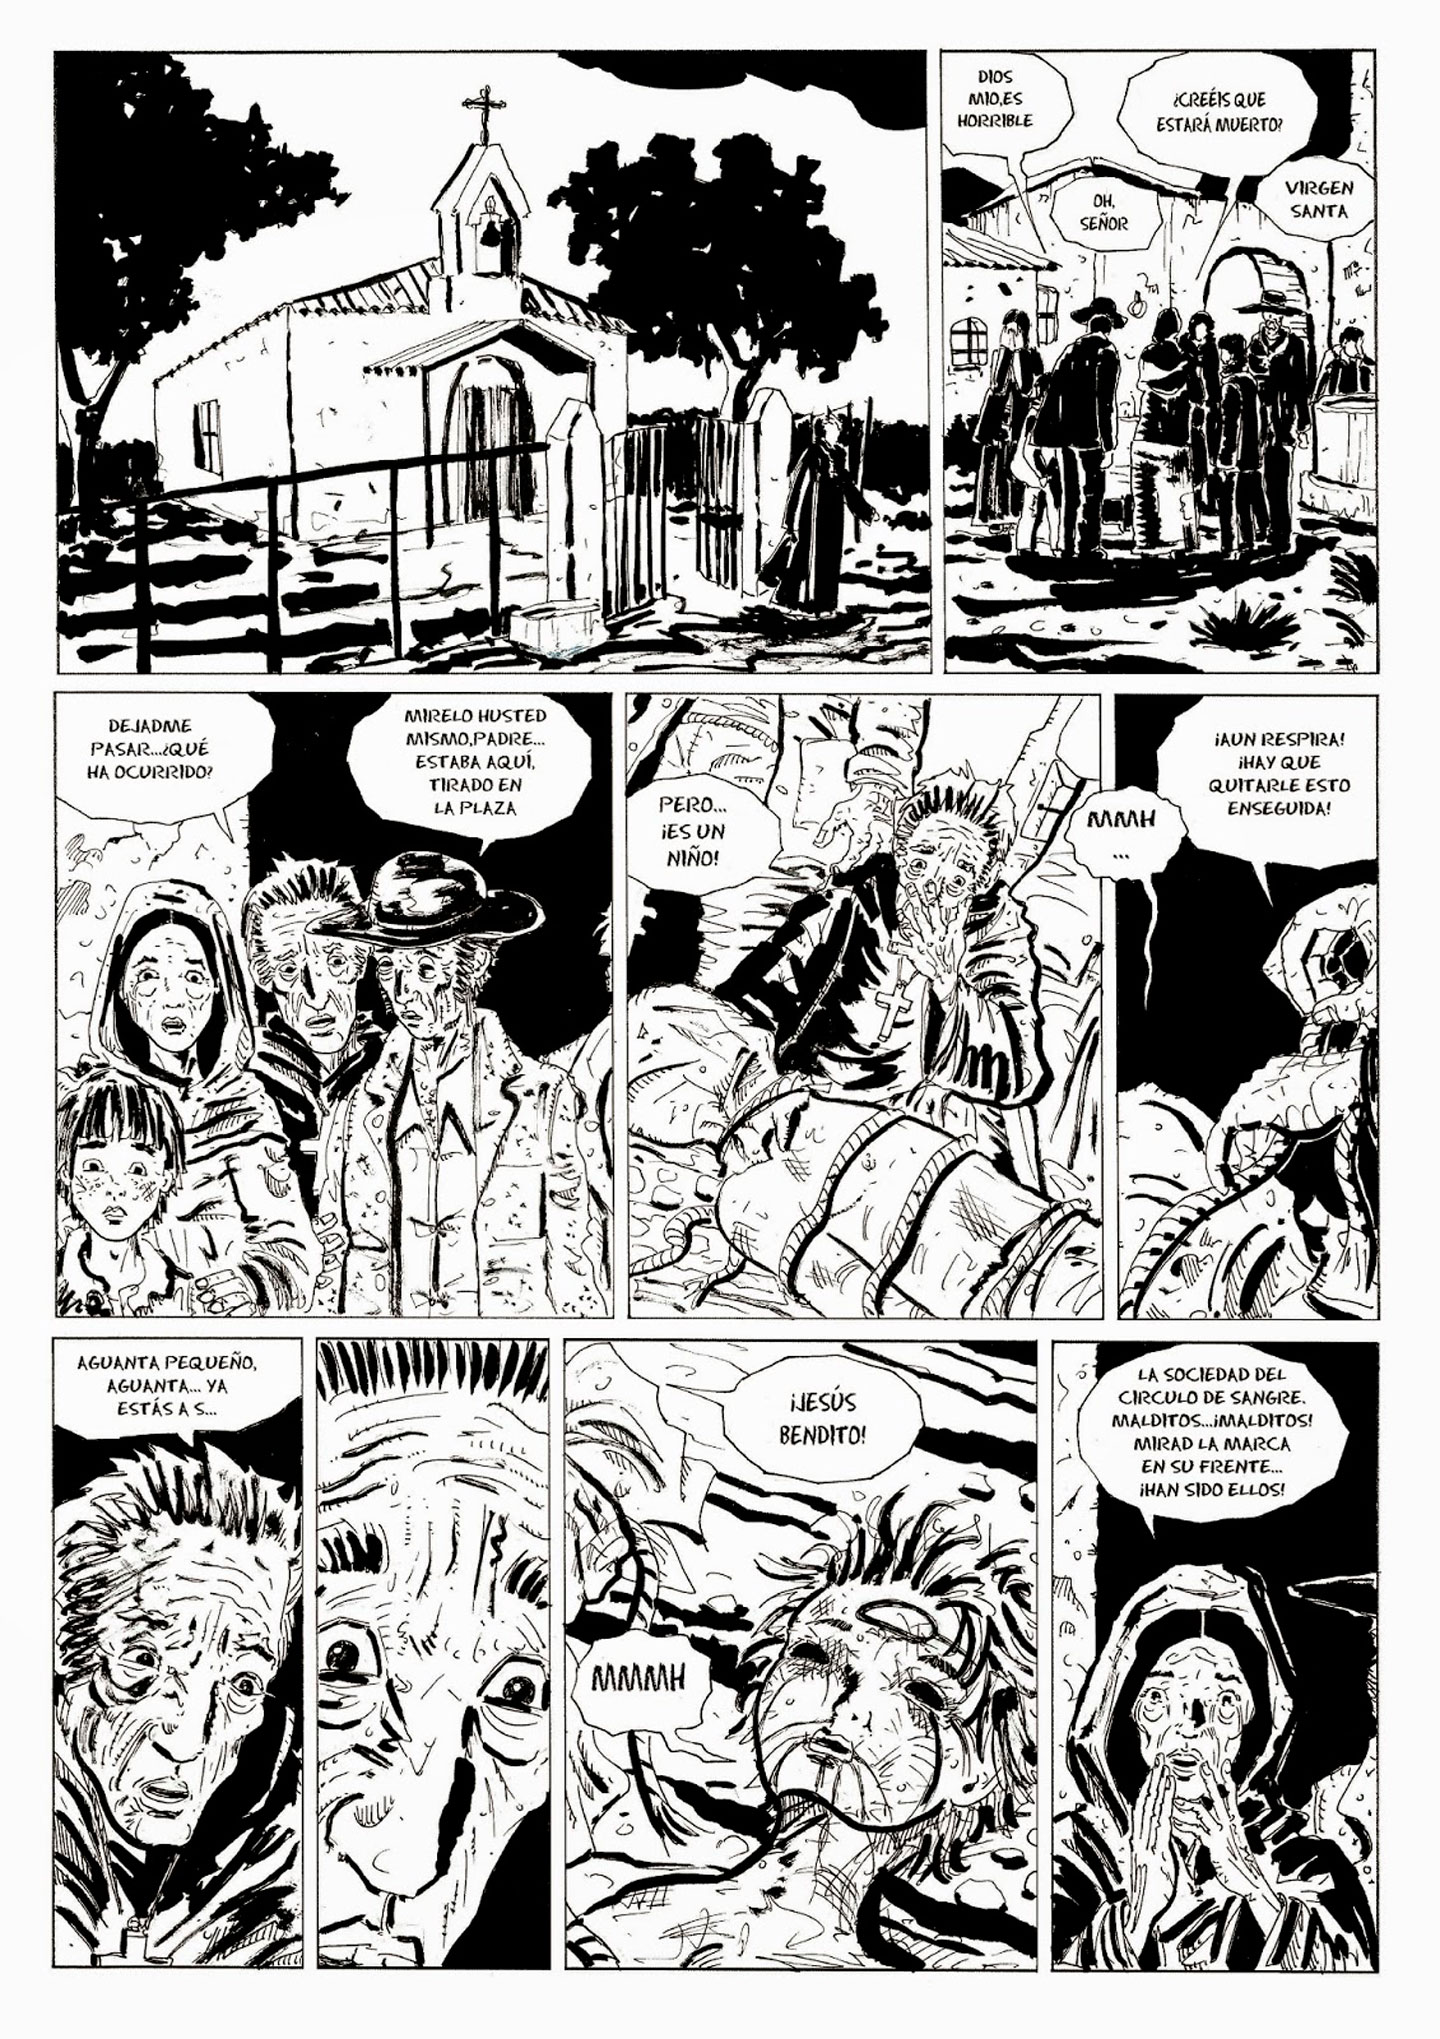 DIOS
MIO,ES
HORRIBLE
¿CREÉIS QUE
ESTARÁ MUERTO?
OH,
SEÑOR
VIRGEN
SANTA
DEJADME
PASAR...¿QUÉ
HA OCURRIDO?
MIRELO HUSTED
MISMO,PADRE...
ESTABA AQUÍ,
TIRADO EN
LA PLAZA
PERO...
¡ES UN
NIÑO!
MMH
...
¡AUN RESPIRA!
¡HAY QUE
QUITARLE ESTO
ENSEGUIDA!
AGUANTA PEQUEÑO,
AGUANTA... YA
ESTÁS A S...
¡JESÚS
BENDITO!
MMMH
LA SOCIEDAD DEL
CIRCULO DE SANGRE.
MALDITOS...¡MALDITOS!
MIRAD LA MARCA
EN SU FRENTE...
¡HAN SIDO ELLOS!